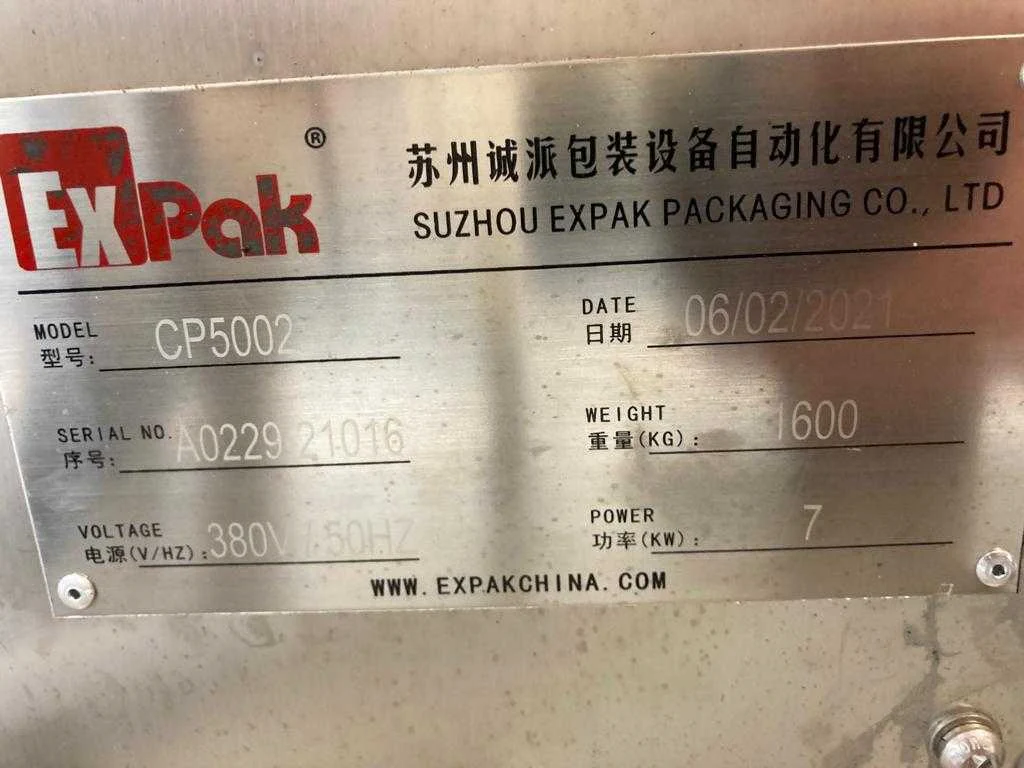 ExPak®
苏州诚派包装设备自动化有限公司
SUZHOU EXPAK PACKAGING CO., LTD
MODEL
型号: CP5002
DATE
日期 06/02/2021
SERIAL NO.
序号: A0229 21016
WEIGHT
重量(KG): 1600
VOLTAGE
电源(V/HZ): 380V/50HZ
POWER
功率(KW): 7
WWW.EXPAKCHINA.COM